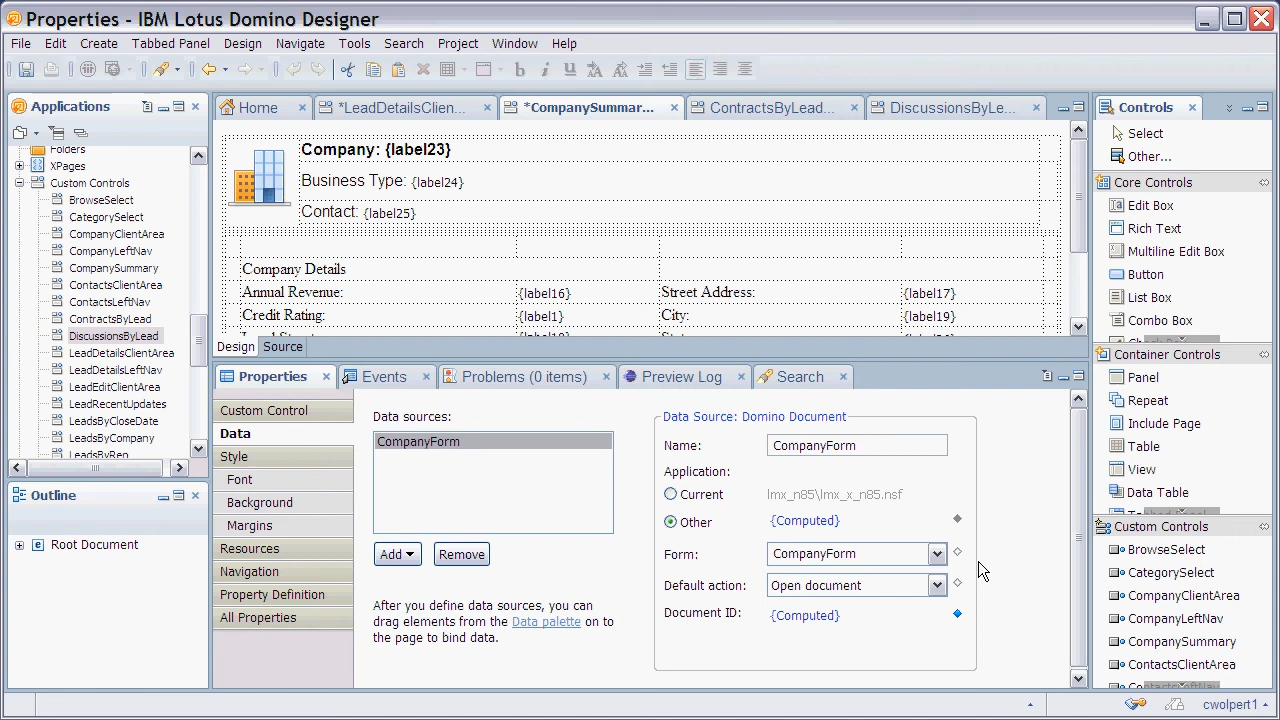 Properties - IBM Lotus Domino Designer
File Edit Create Tabbed Panel Design Navigate Tools Search Project Window Help
Applications
Folders
XPages
Custom Controls
BrowseSelect
CategorySelect
CompanyClientArea
CompanyLeftNav
CompanySummary
ContactsClientArea
ContactsLeftNav
ContractsByLead
DiscussionsByLead
LeadDetailsClientArea
LeadDetailsLeftNav
LeadEditClientArea
LeadRecentUpdates
LeadsByCloseDate
LeadsByCompany
LeadsByRep
Outline
Root Document
Home *LeadDetailsClien... *CompanySummar... ContractsByLead... DiscussionsByLe...
Company: {label23}
Business Type: {label24}
Contact: {label25}
Company Details
Annual Revenue: {label16} Street Address: {label17}
Credit Rating: {label1} City: {label19}
Design Source
Properties Events Problems (0 items) Preview Log Search
Custom Control
Data
Style
Font
Background
Margins
Resources
Navigation
Property Definition
All Properties
Data sources:
CompanyForm
Add Remove
After you define data sources, you can
drag elements from the Data palette on to
the page to bind data.
Data Source: Domino Document
Name: CompanyForm
Application:
Current lmx_n85\lmx_x_n85.nsf
Other {Computed}
Form: CompanyForm
Default action: Open document
Document ID: {Computed}
Controls
Select
Other...
Core Controls
Edit Box
Rich Text
Multiline Edit Box
Button
List Box
Combo Box
Container Controls
Panel
Repeat
Include Page
Table
View
Data Table
Custom Controls
BrowseSelect
CategorySelect
CompanyClientArea
CompanyLeftNav
CompanySummary
ContactsClientArea
ContactsLeftNav
cwolpert1